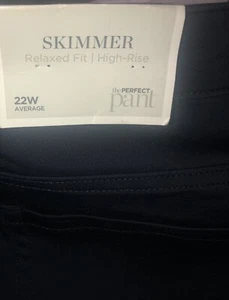 SKIMMER
Relaxed Fit | High-Rise
22W
AVERAGE
the PERFECT
pant